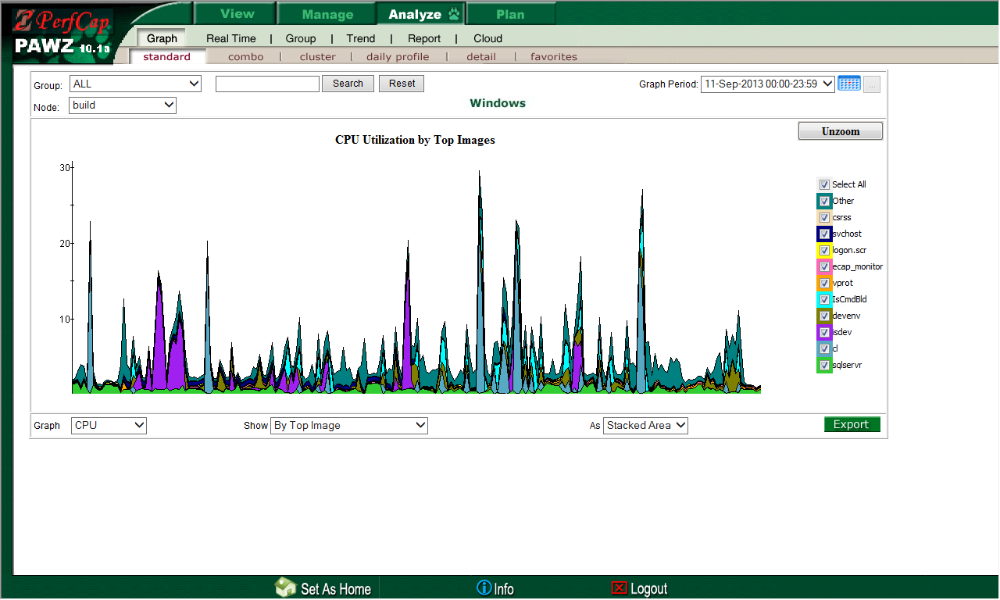 View Manage Analyze Plan
PerfCap
PAWZ 10.1a
Graph Real Time | Group | Trend | Report | Cloud
standard combo | cluster | daily profile | detail | favorites
Group: ALL Search Reset Graph Period: 11-Sep-2013 00:00-23:59 ...
Node: build
Windows
Unzoom
CPU Utilization by Top Images
30
20
10
Select All
Other
csrss
svchost
logon.scr
ecap_monitor
vprot
IsCmdBld
devenv
isdev
cl
sqlservr
Graph CPU Show By Top Image As Stacked Area Export
Set As Home Info Logout